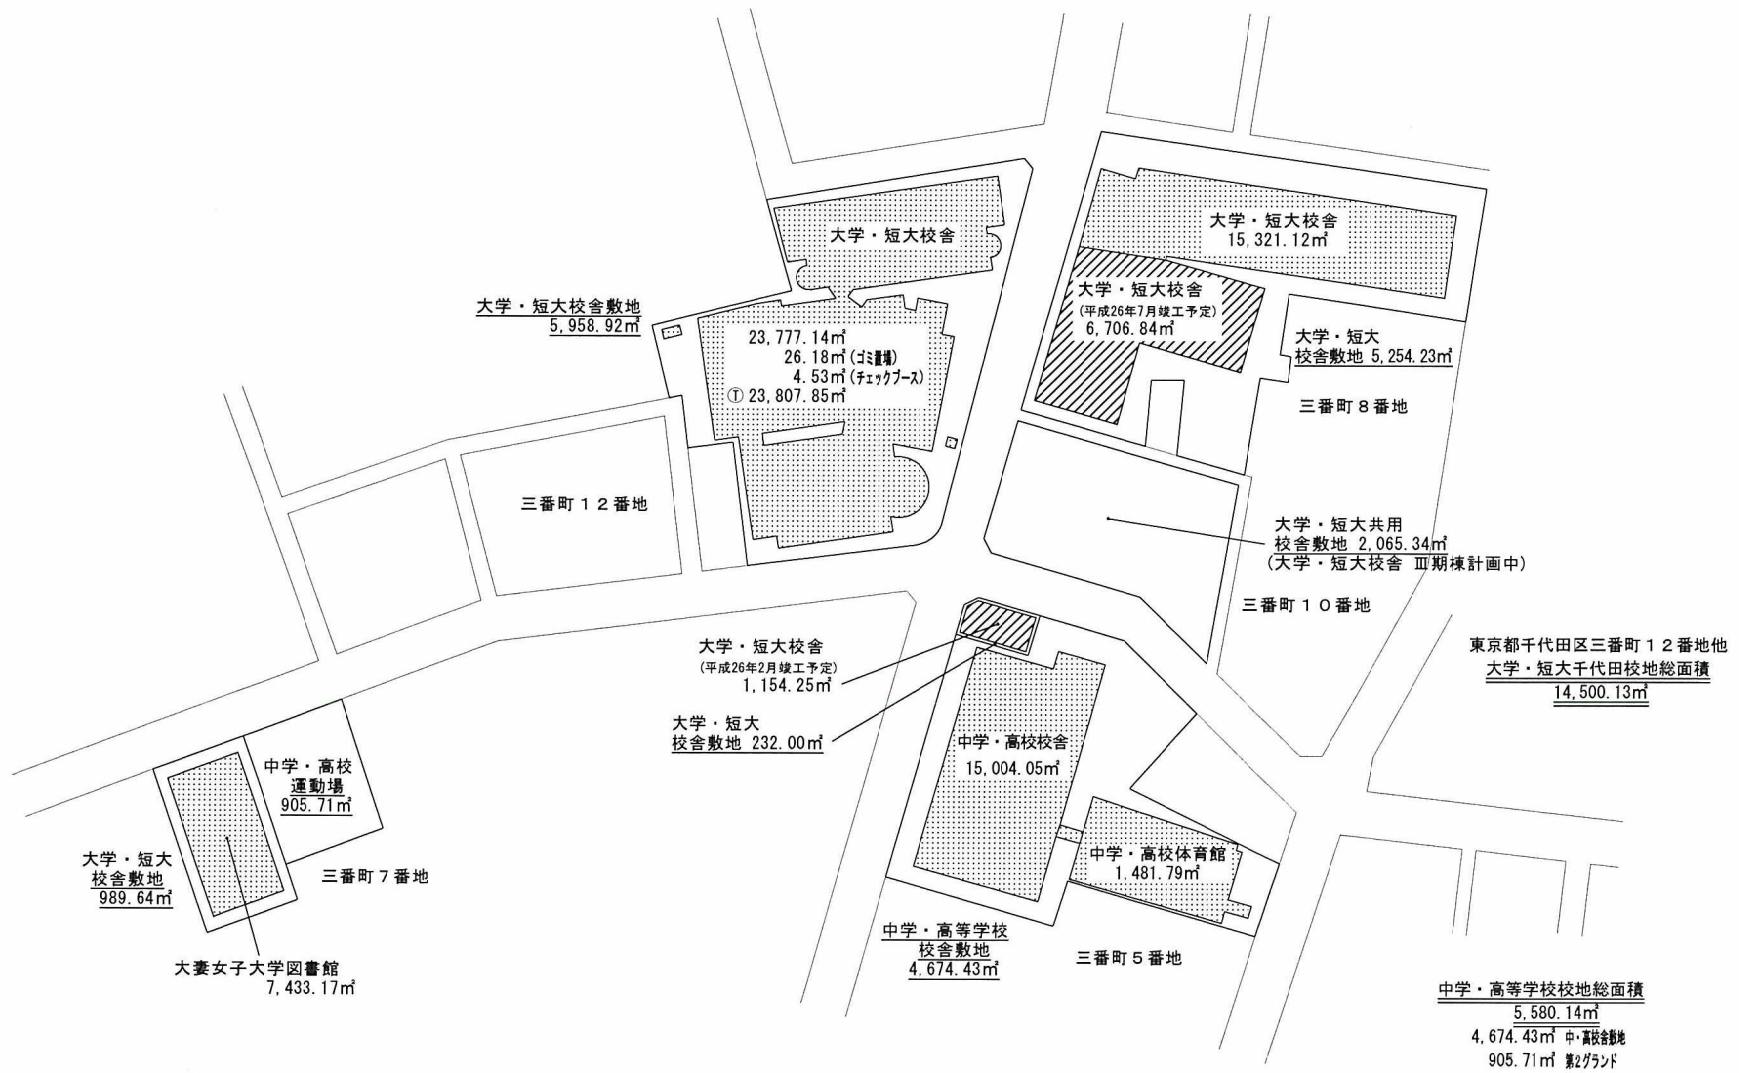 大学・短大校舎
大学・短大校舎
15,321.12㎡
大学・短大校舎
(平成26年7月竣工予定)
6,706.84㎡
大学・短大校舎敷地
5,958.92㎡
23,777.14㎡
26.18㎡(ゴミ置場)
4.53㎡(チェックブース)
Ⓣ 23,807.85㎡
大学・短大
校舎敷地 5,254.23㎡
三番町8番地
三番町12番地
大学・短大共用
校舎敷地 2,065.34㎡
(大学・短大校舎 Ⅲ期棟計画中)
三番町10番地
大学・短大校舎
(平成26年2月竣工予定)
1,154.25㎡
大学・短大
校舎敷地 232.00㎡
東京都千代田区三番町12番地他
大学・短大千代田校地総面積
14,500.13㎡
中学・高校校舎
15,004.05㎡
中学・高校
運動場
905.71㎡
大学・短大
校舎敷地
989.64㎡
三番町7番地
中学・高校体育館
1,481.79㎡
大妻女子大学図書館
7,433.17㎡
中学・高等学校
校舎敷地
4,674.43㎡
三番町5番地
中学・高等学校校地総面積
5,580.14㎡
4,674.43㎡ 中・高校舎敷地
905.71㎡ 第2グランド